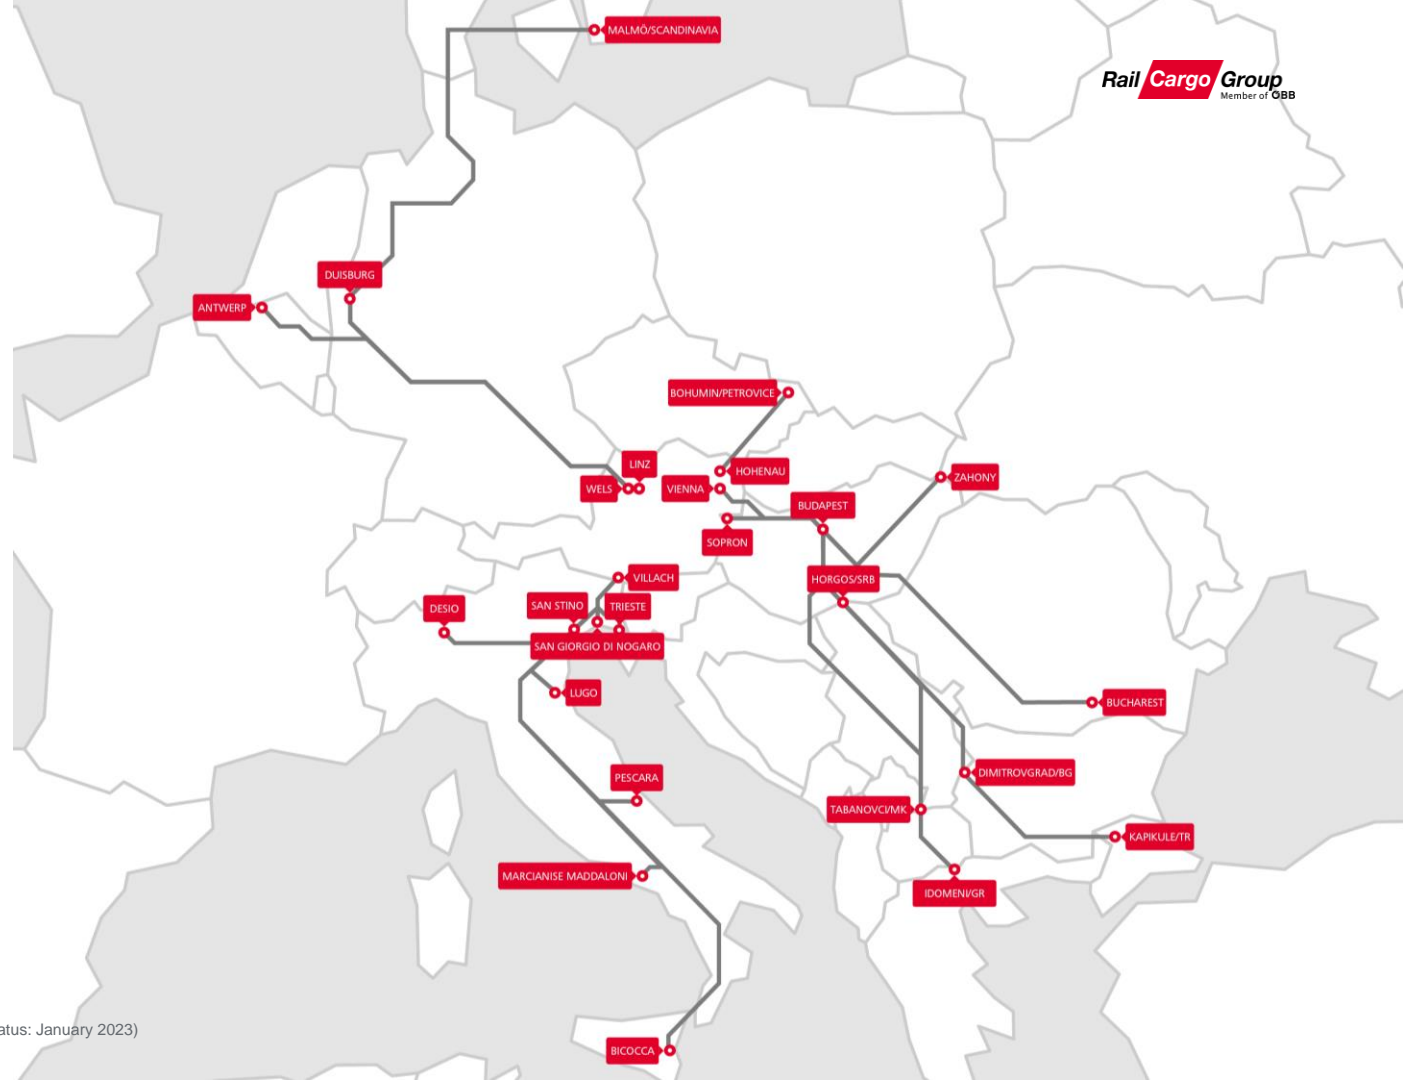 MALMÖ/SCANDINAVIA
Rail Cargo Group
Member of ÖBB
DUISBURG
ANTWERP
BOHUMIN/PETROVICE
LINZ
HOHENAU
WELS
VIENNA
ZAHONY
BUDAPEST
SOPRON
VILLACH
HORGOS/SRB
DESIO
SAN STINO
TRIESTE
SAN GIORGIO DI NOGARO
LUGO
BUCHAREST
PESCARA
DIMITROVGRAD/BG
TABANOVCI/MK
KAPIKULE/TR
MARCIANISE MADDALONI
IDOMENI/GR
atus: January 2023)
BICOCCA